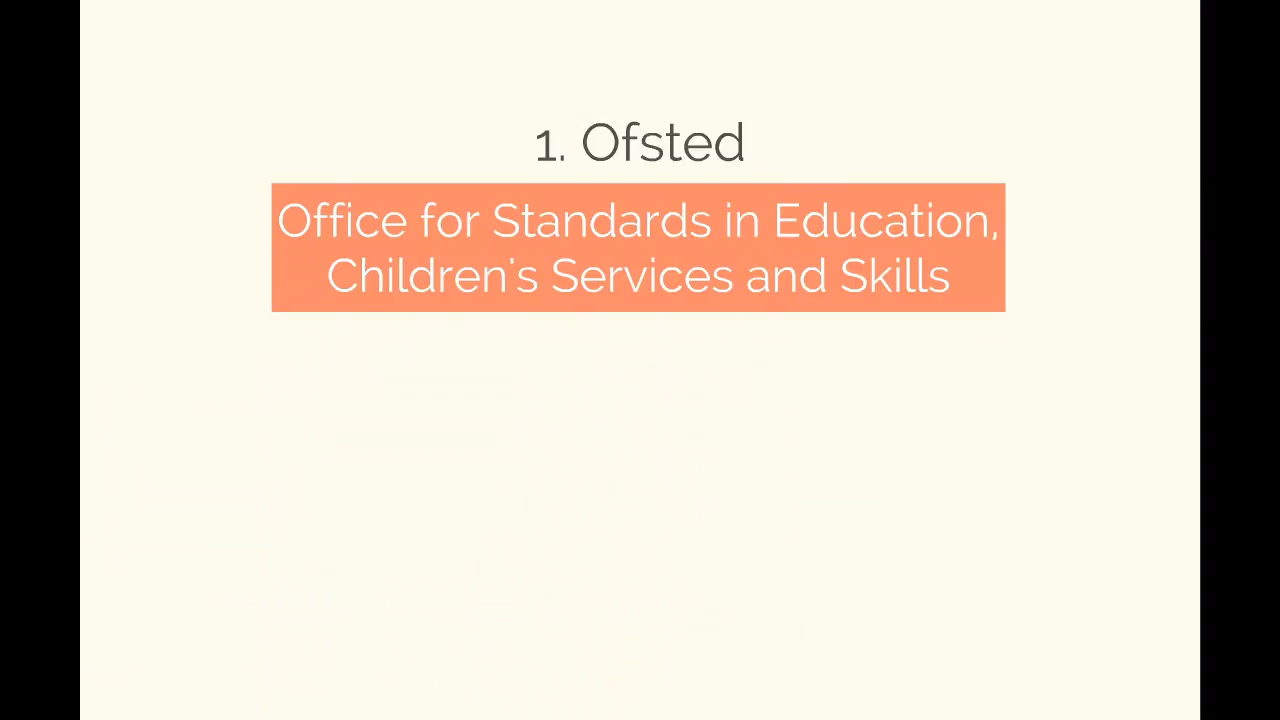 1. Ofsted
Office for Standards in Education,
Children's Services and Skills